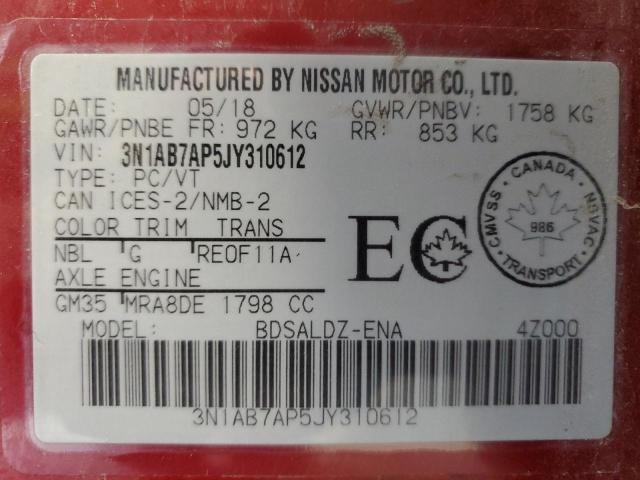 MANUFACTURED BY NISSAN MOTOR CO., LTD.
DATE: 05/18 GVWR/PNBV: 1758 KG
GAWR/PNBE FR: 972 KG RR: 853 KG
VIN: 3N1AB7AP5JY310612
TYPE: PC/VT
CAN ICES-2/NMB-2
COLOR TRIM TRANS
NBL G RE0F11A
AXLE ENGINE
GM35 MRA8DE 1798 CC
EC
CANADA
CMVSS NSVAC
986
TRANSPORT
MODEL: BDSALDZ-ENA 4Z000
3N1AB7AP5JY310612